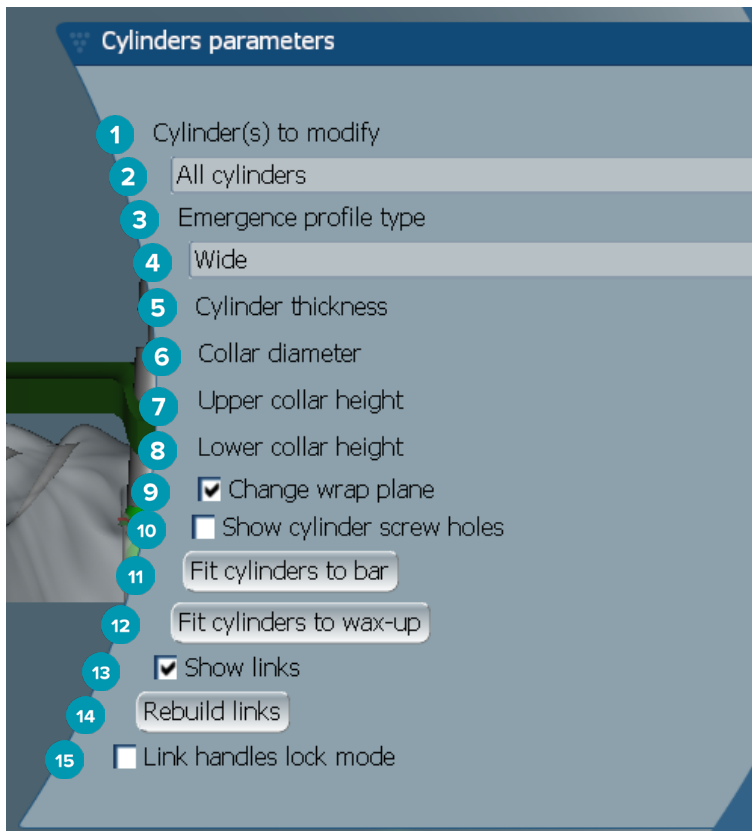 Cylinders parameters
1 Cylinder(s) to modify
2 All cylinders
3 Emergence profile type
4 Wide
5 Cylinder thickness
6 Collar diameter
7 Upper collar height
8 Lower collar height
9 Change wrap plane
10 Show cylinder screw holes
11 Fit cylinders to bar
12 Fit cylinders to wax-up
13 Show links
14 Rebuild links
15 Link handles lock mode